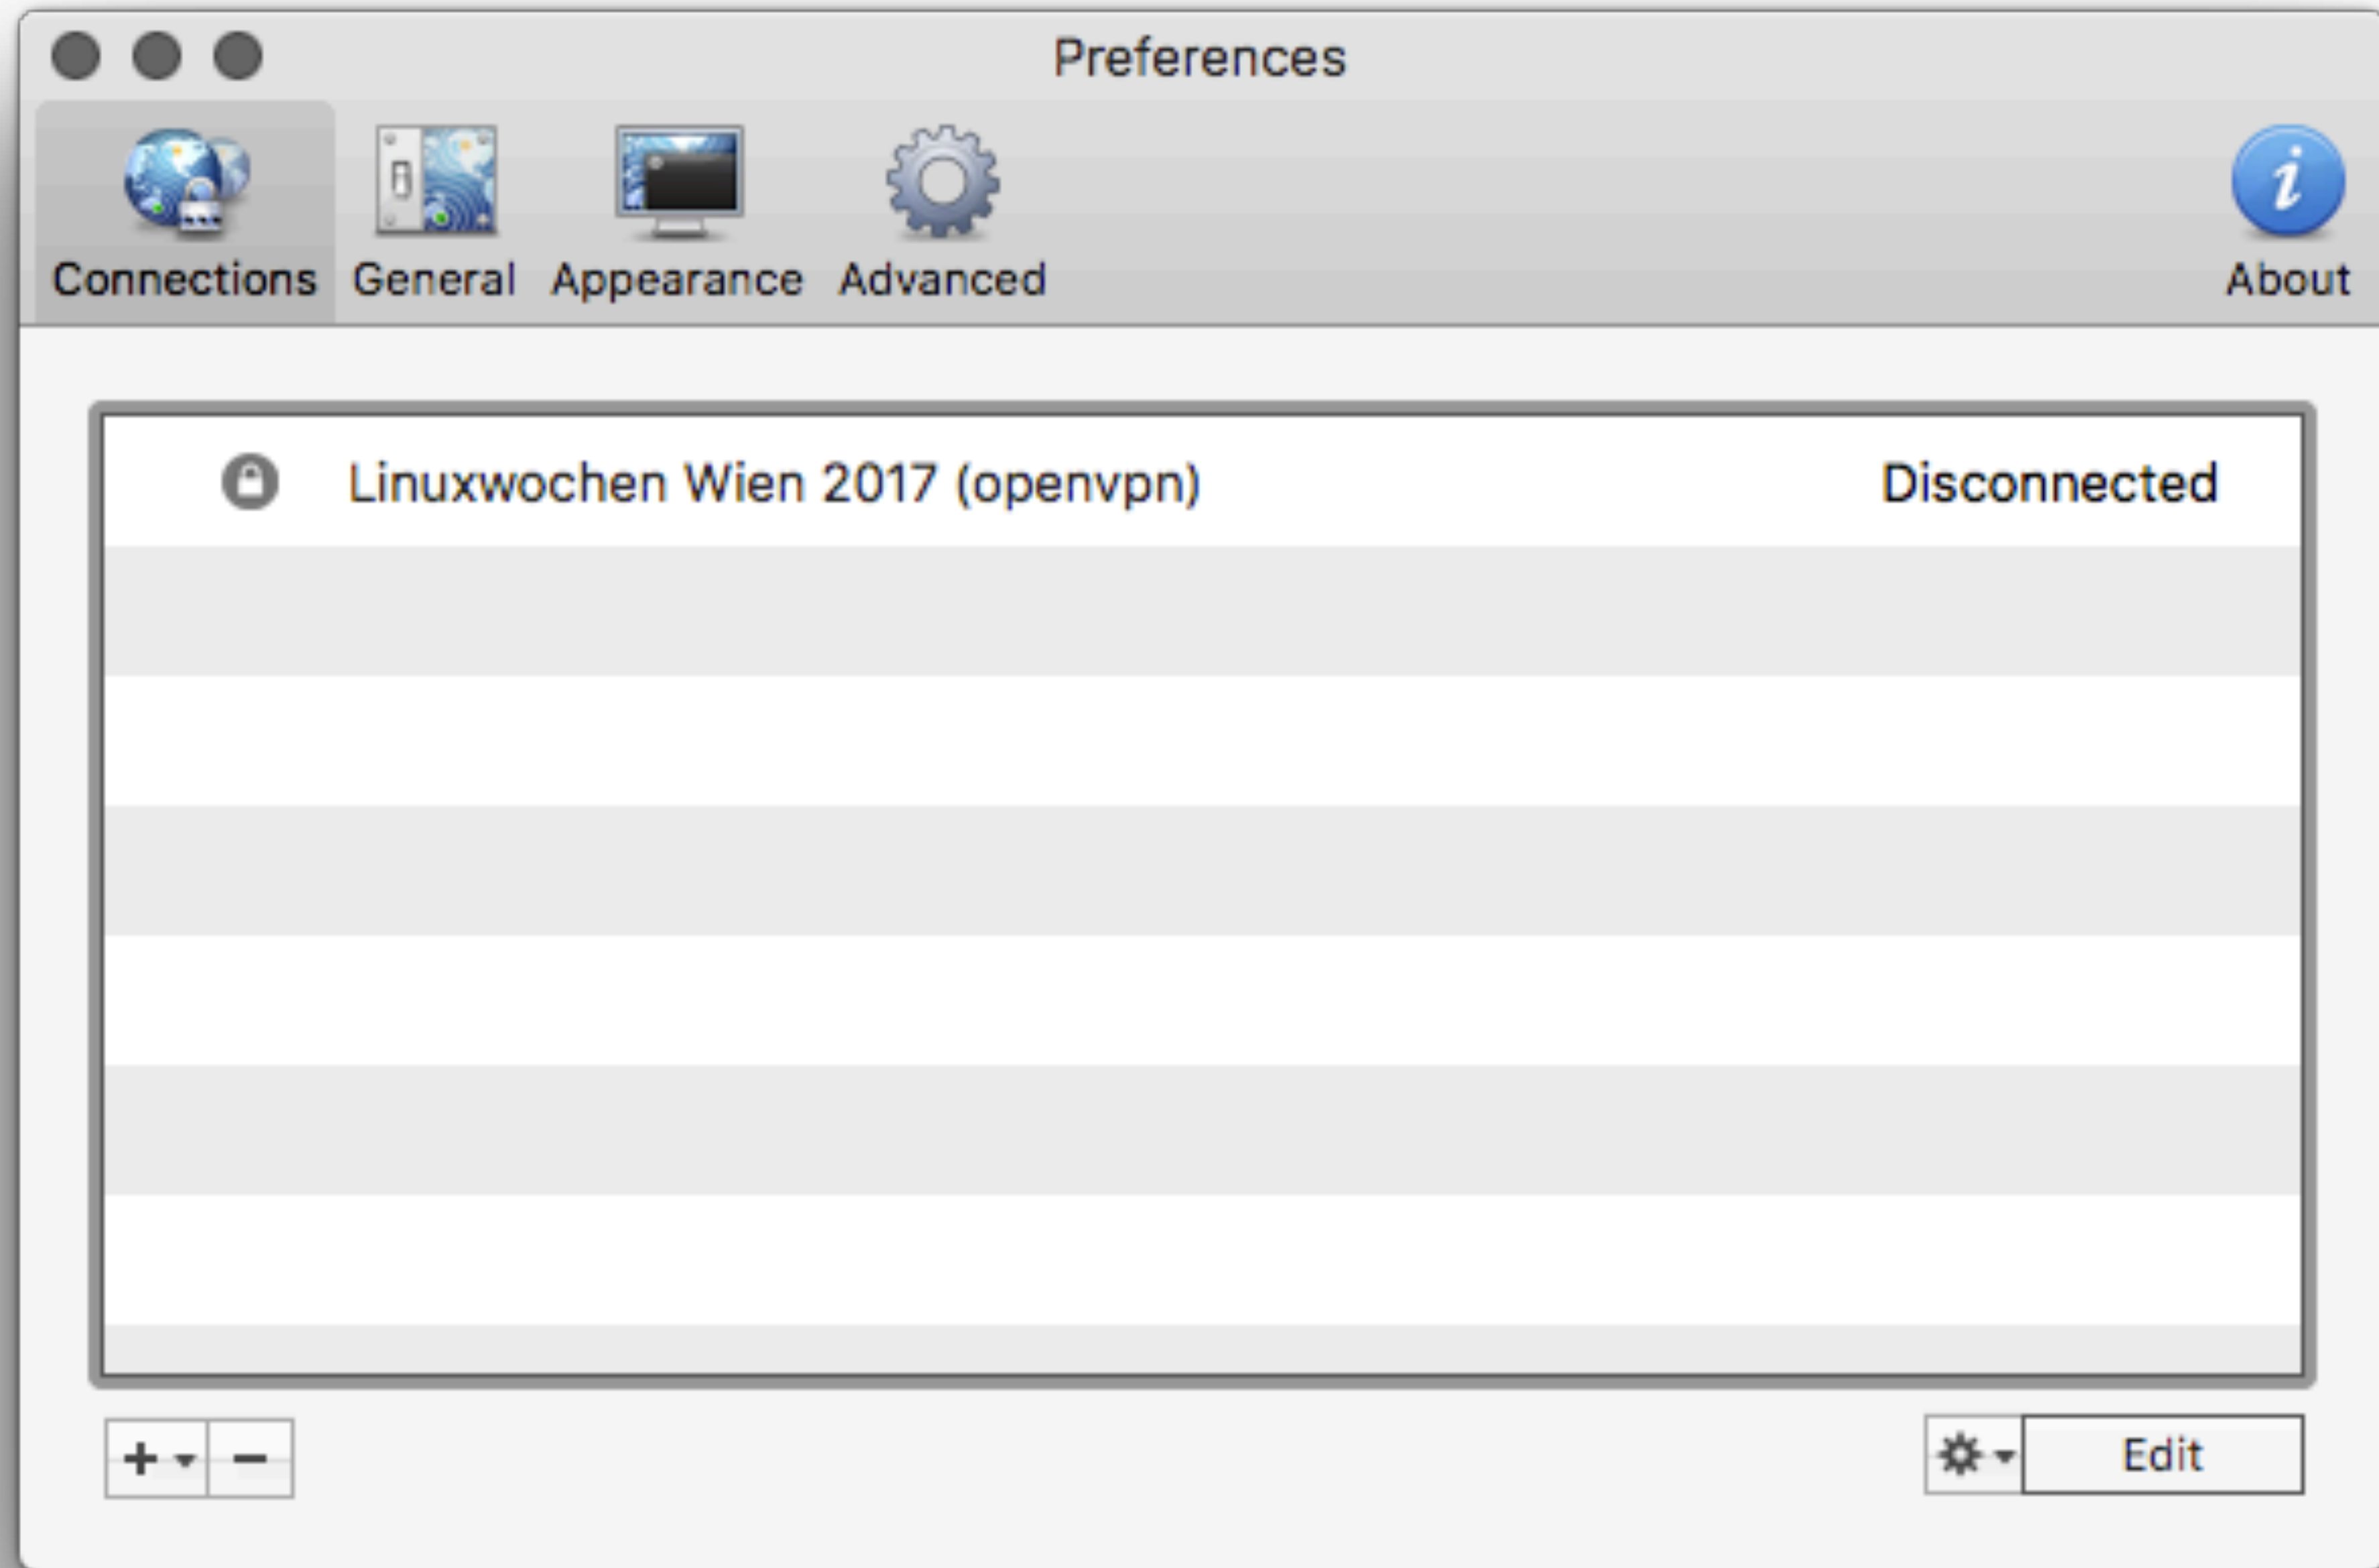 Preferences
Connections General Appearance Advanced About
Linuxwochen Wien 2017 (openvpn) Disconnected
Edit